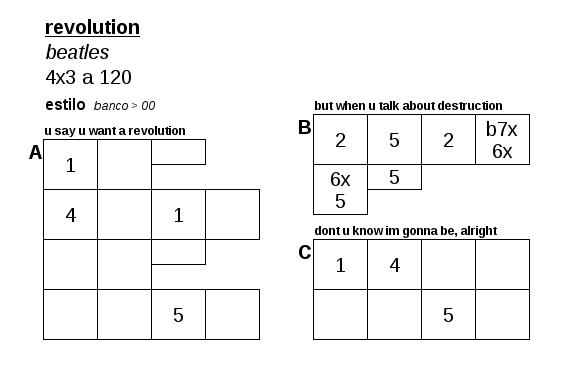 revolution
beatles
4x3 a 120
estilo banco > 00
u say u want a revolution
A
1
4 1
5
but when u talk about destruction
B
2 5 2 b7x
6x
6x 5
5
dont u know im gonna be, alright
C
1 4
5